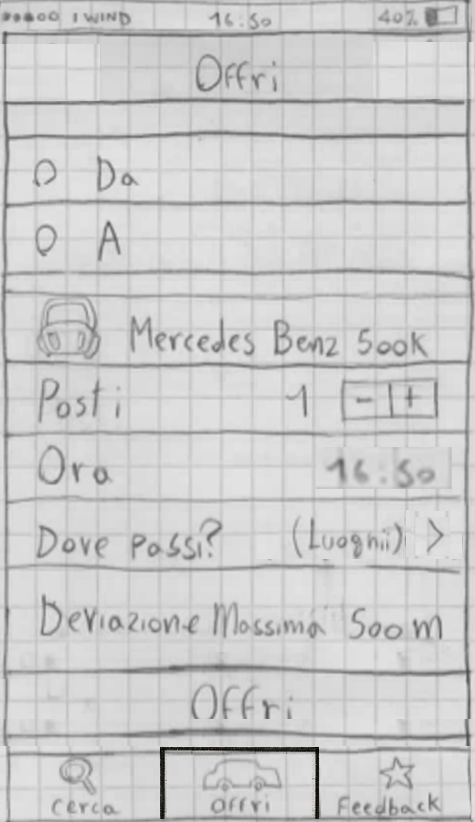 I WIND 16:50 40%
Offri
Da
A
Mercedes Benz 500K
Posti 1 - +
Ora 16:50
Dove passi? (Luoghii) >
Deviazione Massima 500 m
Offri
cerca offri Feedback